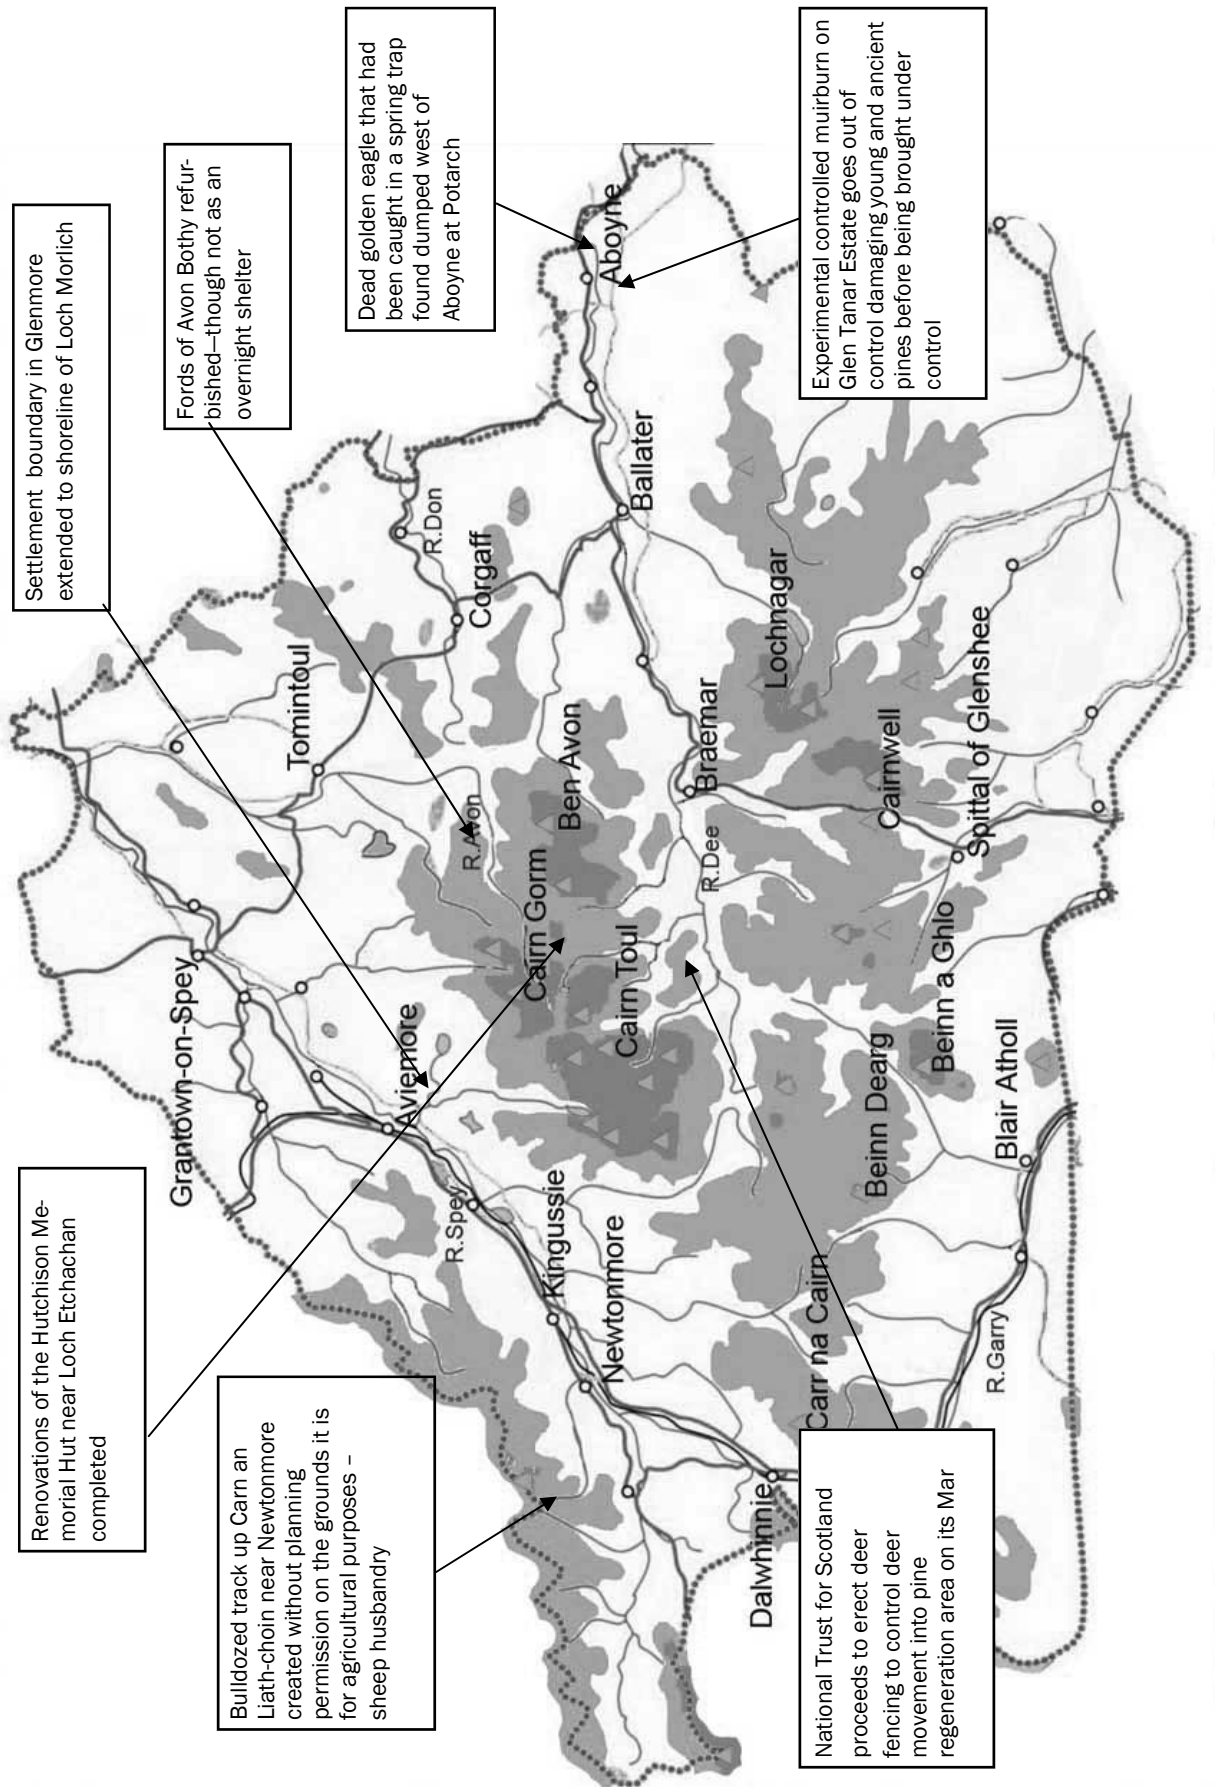 Renovations of the Hutchison Me-
morial Hut near Loch Etchachan
completed
Settlement boundary in Glenmore
extended to shoreline of Loch Morlich
Fords of Avon Bothy refur-
bished—though not as an
overnight shelter
Bulldozed track up Carn an
Liath-choin near Newtonmore
created without planning
permission on the grounds it is
for agricultural purposes –
sheep husbandry
Dead golden eagle that had
been caught in a spring trap
found dumped west of
Aboyne at Potarch
National Trust for Scotland
proceeds to erect deer
fencing to control deer
movement into pine
regeneration area on its Mar
Experimental controlled muirburn on
Glen Tanar Estate goes out of
control damaging young and ancient
pines before being brought under
control
Grantown-on-Spey
Tomintoul
Aviemore
R.Spey
R.Avon
R.Don
Corgaff
Kingussie
Cairn Gorm
Ben Avon
Newtonmore
Cairn Toul
Aboyne
Ballater
R.Dee
Braemar
Lochnagar
Dalwhinnie
Carr na Cairn
Beinn Dearg
Cairnwell
Beinn a Ghlo
Spittal of Glenshee
R.Garry
Blair Atholl